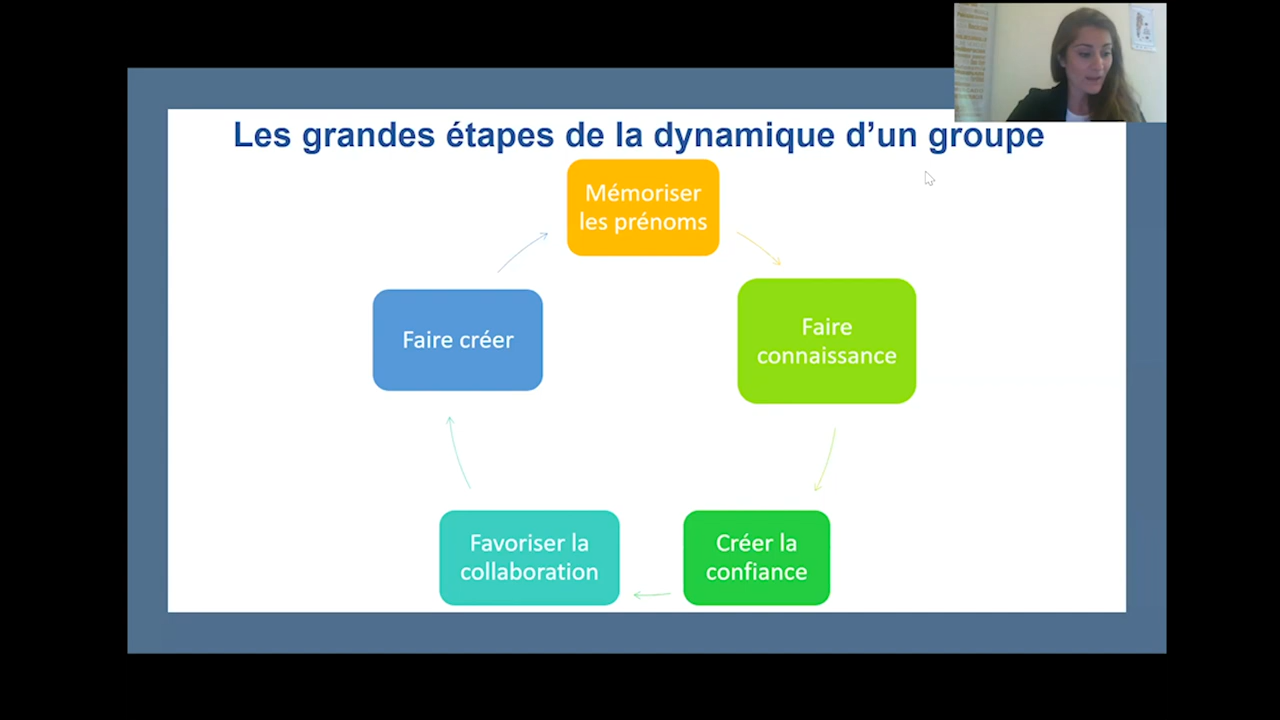 Les grandes étapes de la dynamique d’un groupe
Mémoriser
les prénoms
Faire
connaissance
Créer la
confiance
Favoriser la
collaboration
Faire créer